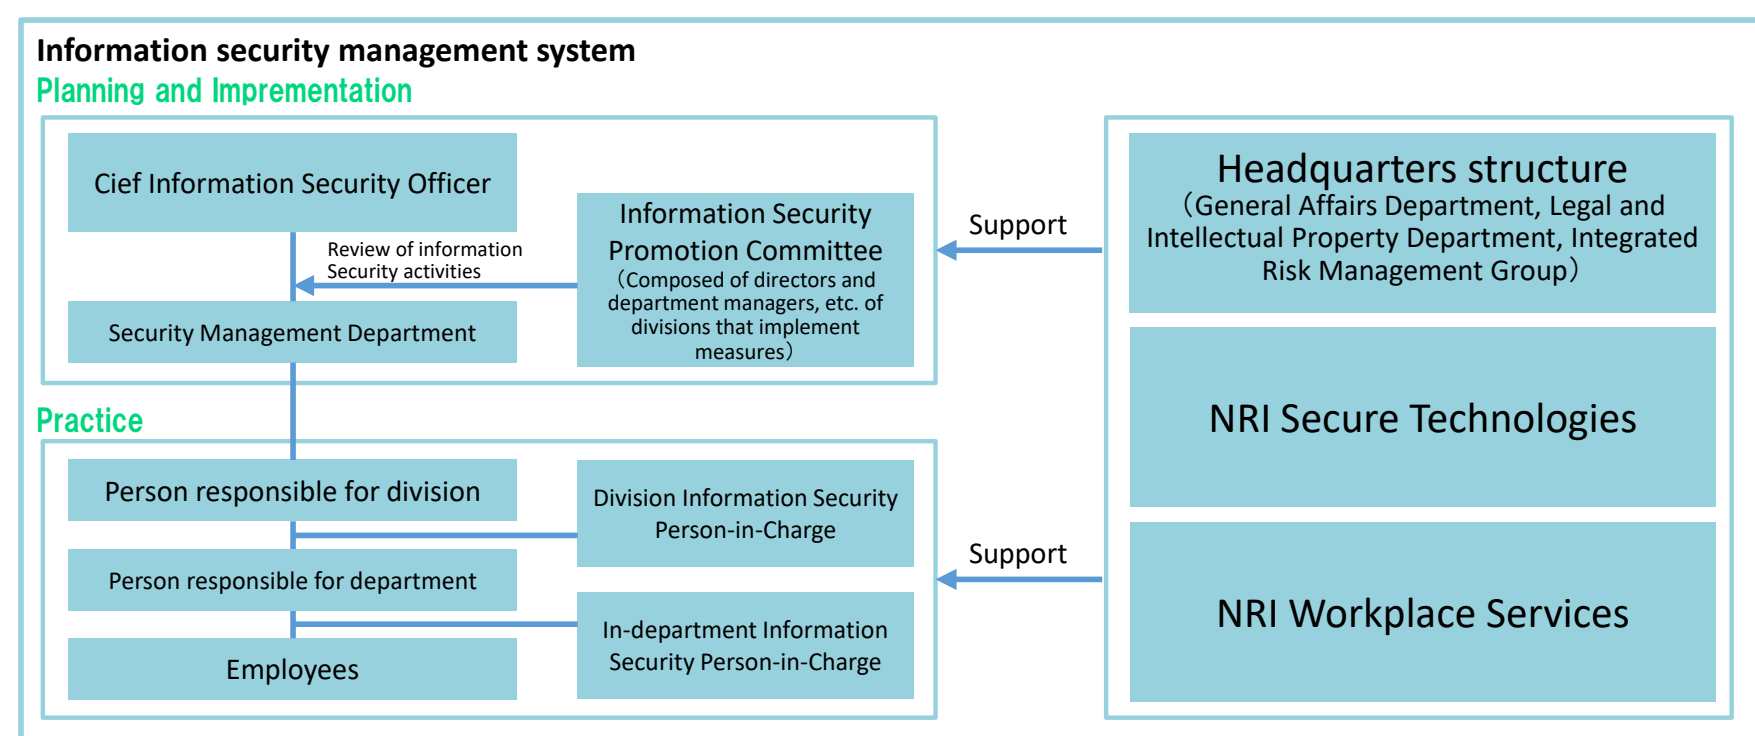 Information security management system
Planning and Imprementation
Cief Information Security Officer
Review of information
Security activities
Security Management Department
Information Security
Promotion Committee
（Composed of directors and
department managers, etc. of
divisions that implement
measures）
Support
Headquarters structure
（General Affairs Department, Legal and
Intellectual Property Department, Integrated
Risk Management Group）
NRI Secure Technologies
NRI Workplace Services
Practice
Person responsible for division
Person responsible for department
Employees
Division Information Security
Person-in-Charge
In-department Information
Security Person-in-Charge
Support